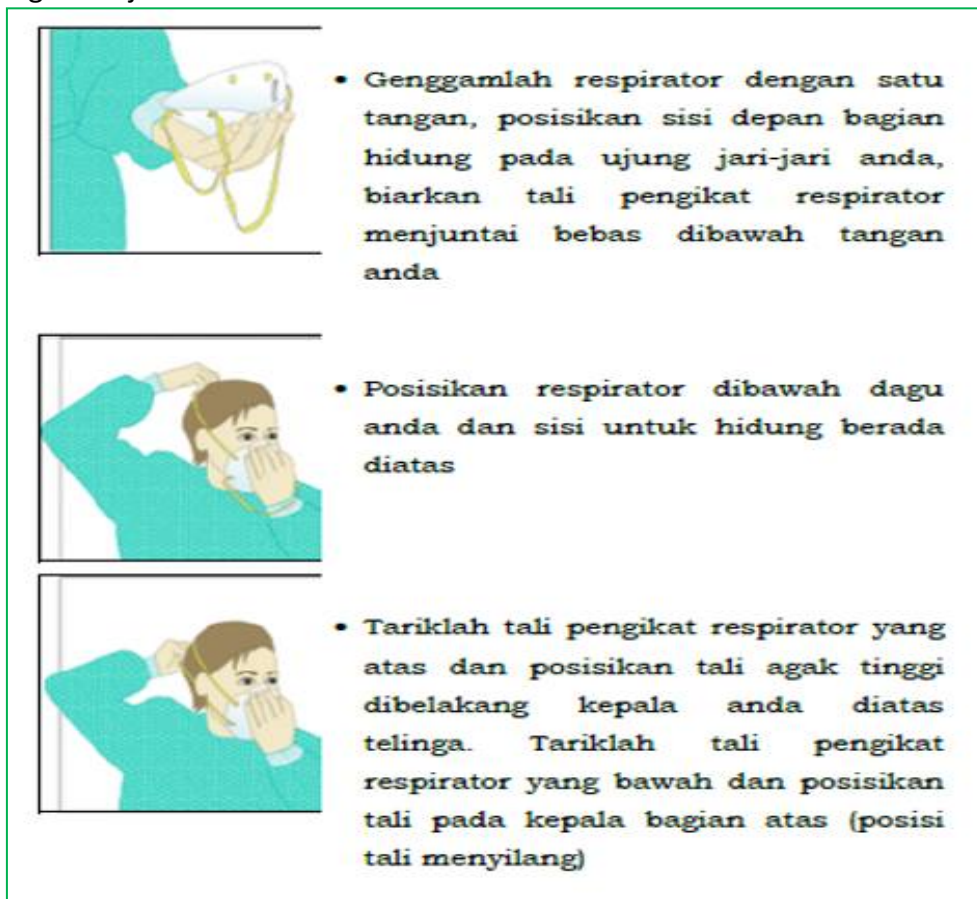 • Genggamlah respirator dengan satu
tangan, posisikan sisi depan bagian
hidung pada ujung jari-jari anda,
biarkan tali pengikat respirator
menjuntai bebas dibawah tangan
anda
• Posisikan respirator dibawah dagu
anda dan sisi untuk hidung berada
diatas
• Tariklah tali pengikat respirator yang
atas dan posisikan tali agak tinggi
dibelakang kepala anda diatas
telinga. Tariklah tali pengikat
respirator yang bawah dan posisikan
tali pada kepala bagian atas (posisi
tali menyilang)